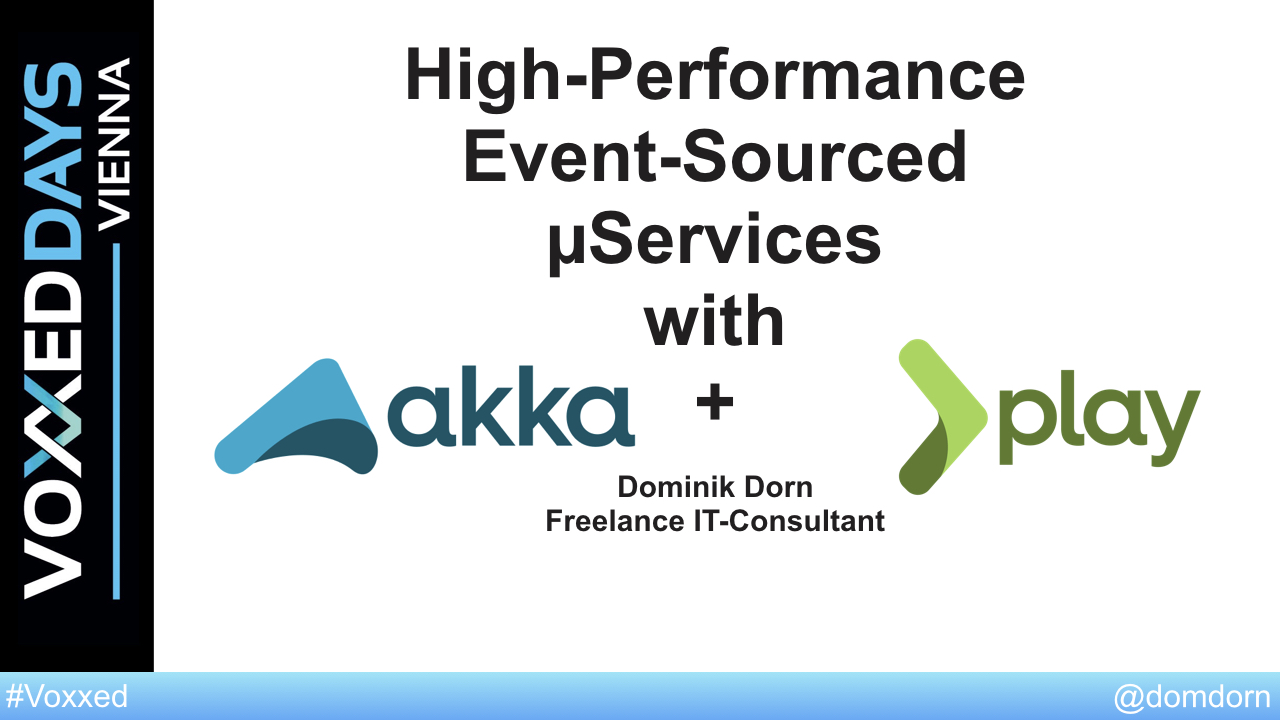 VOXXED DAYS
VIENNA
High-Performance
Event-Sourced
µServices
with
akka + play
Dominik Dorn
Freelance IT-Consultant
#Voxxed
@domdorn